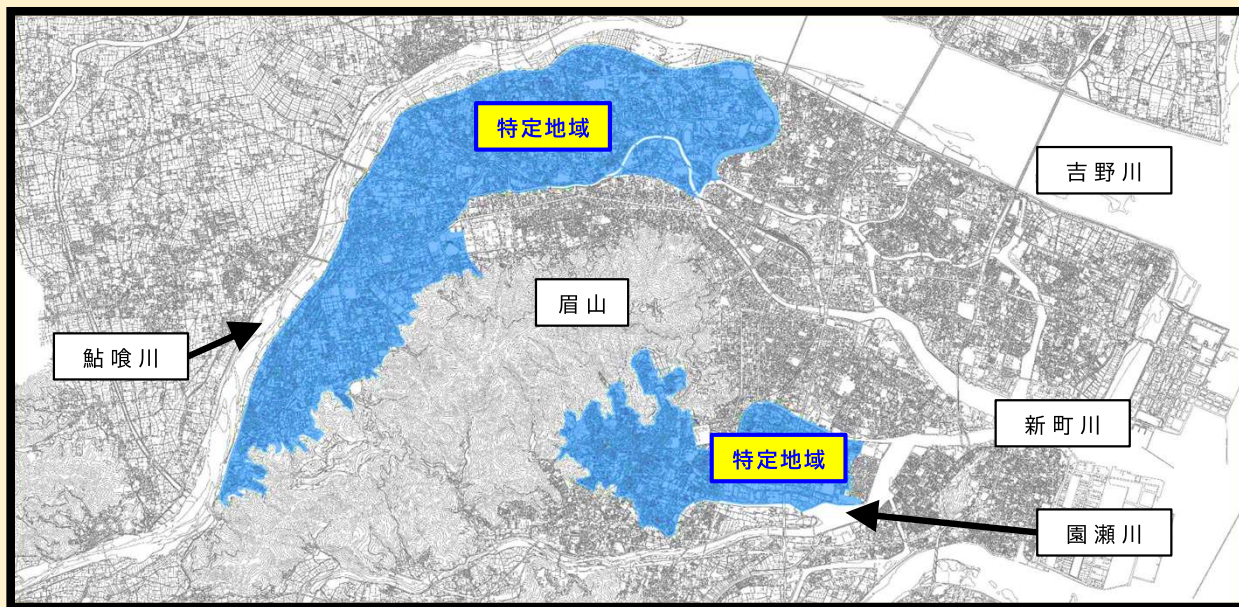 特定地域
吉野川
眉山
鮎喰川
新町川
特定地域
園瀬川